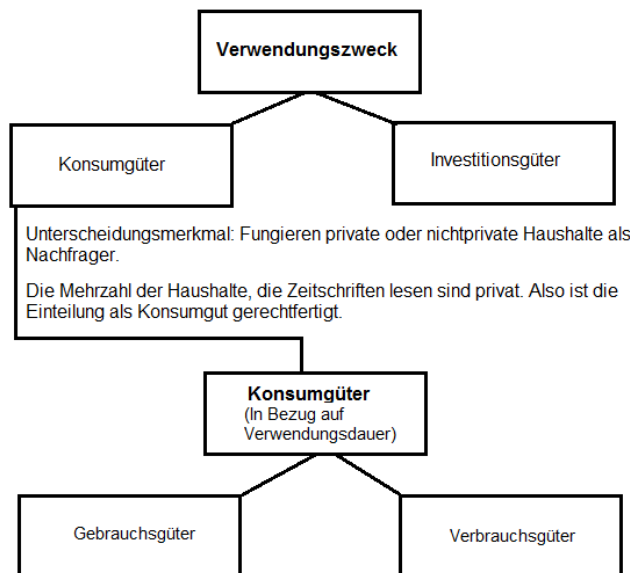 Verwendungszweck
Konsumgüter
Investitionsgüter
Unterscheidungsmerkmal: Fungieren private oder nichtprivate Haushalte als
Nachfrager.
Die Mehrzahl der Haushalte, die Zeitschriften lesen sind privat. Also ist die
Einteilung als Konsumgut gerechtfertigt.
Konsumgüter
(In Bezug auf
Verwendungsdauer)
Gebrauchsgüter
Verbrauchsgüter